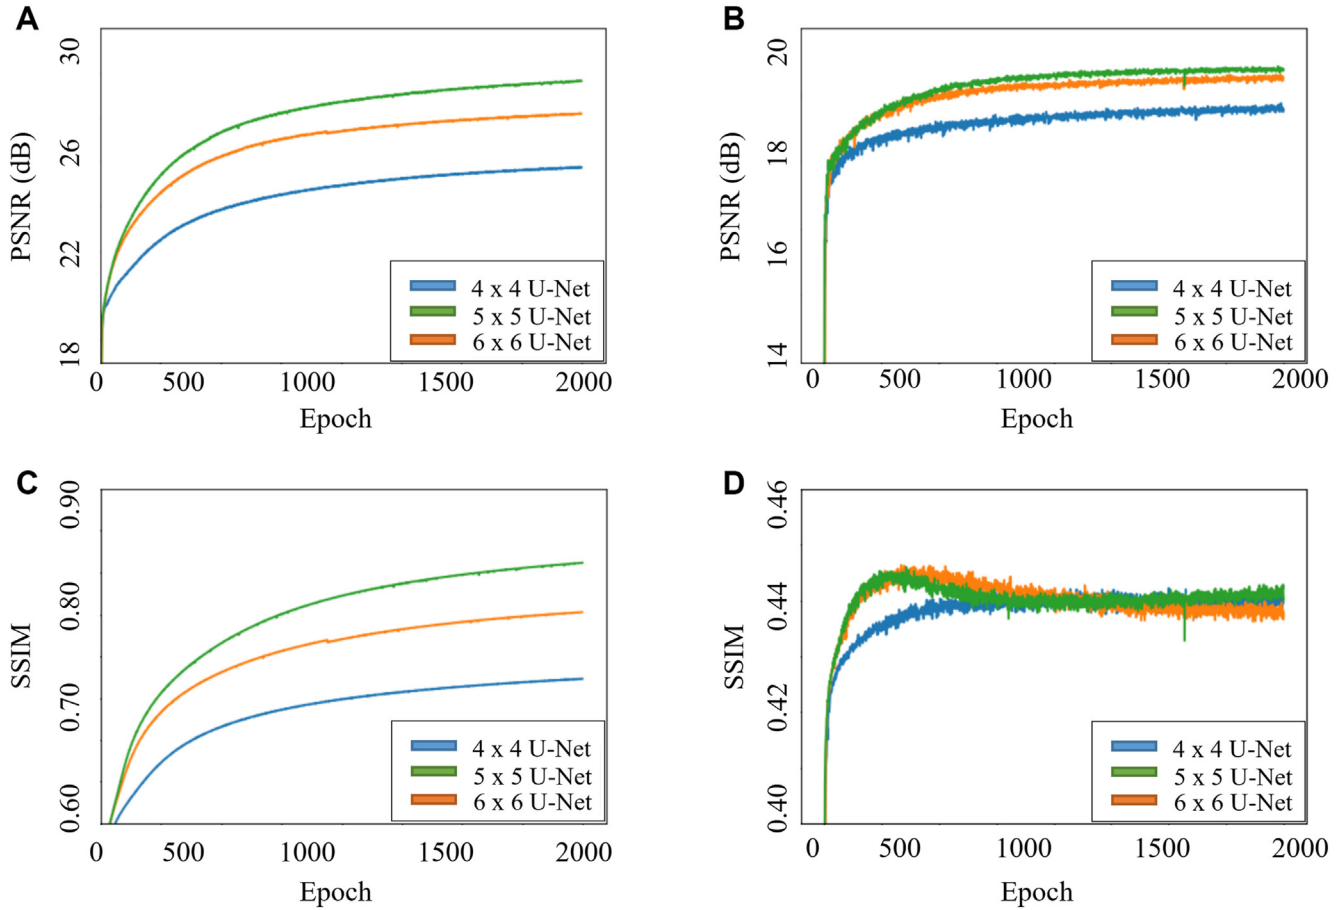 A
PSNR (dB)
30
26
22
18
0 500 1000 1500 2000
Epoch
4 x 4 U-Net
5 x 5 U-Net
6 x 6 U-Net
B
PSNR (dB)
20
18
16
14
0 500 1000 1500 2000
Epoch
4 x 4 U-Net
5 x 5 U-Net
6 x 6 U-Net
C
SSIM
0.90
0.80
0.70
0.60
0 500 1000 1500 2000
Epoch
4 x 4 U-Net
5 x 5 U-Net
6 x 6 U-Net
D
SSIM
0.46
0.44
0.42
0.40
0 500 1000 1500 2000
Epoch
4 x 4 U-Net
5 x 5 U-Net
6 x 6 U-Net